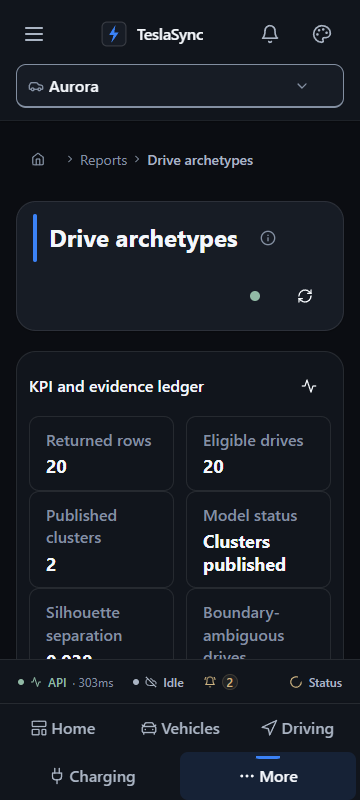 TeslaSync
Aurora
Reports > Drive archetypes
Drive archetypes
KPI and evidence ledger
Returned rows
20
Eligible drives
20
Published
clusters
2
Model status
Clusters
published
Silhouette
separation
Boundary-
ambiguous
drives
API · 303ms
Idle
2
Status
Home
Vehicles
Driving
Charging
More